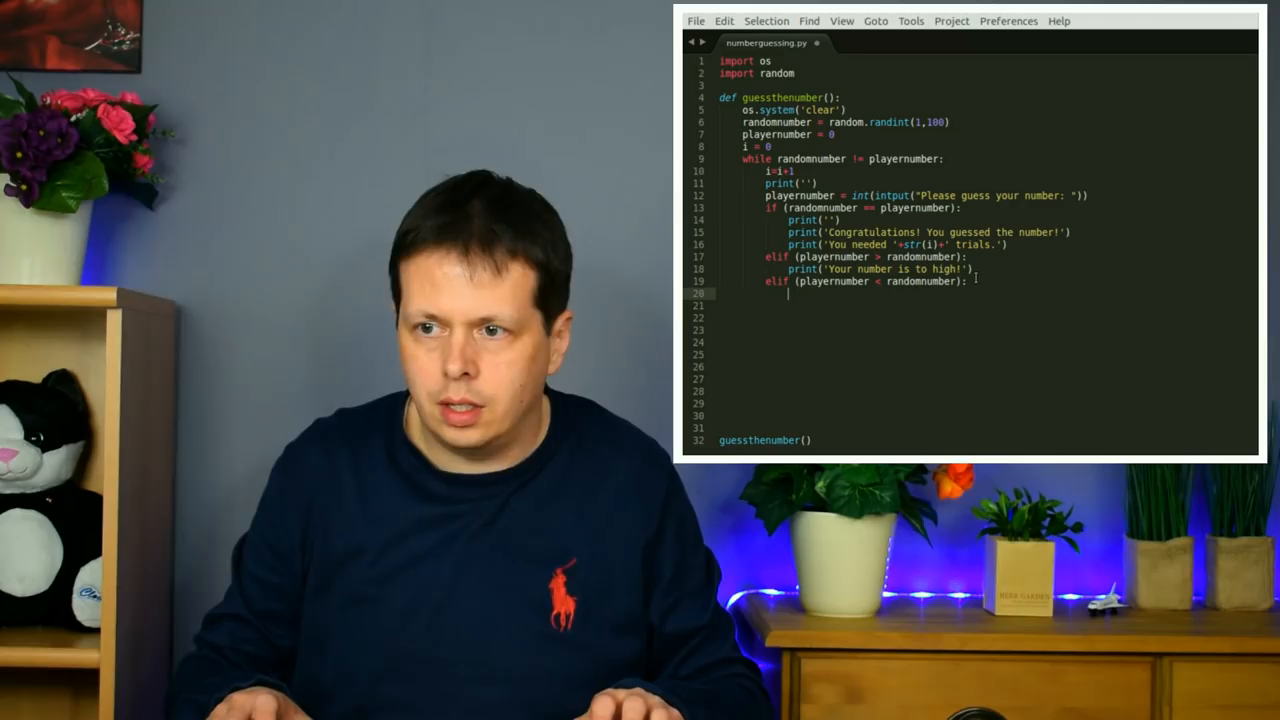 File Edit Selection Find View Goto Tools Project Preferences Help
numberguessing.py
1 import os
2 import random
3
4 def guessthenumber():
5 os.system('clear')
6 randomnumber = random.randint(1,100)
7 playernumber = 0
8 i = 0
9 while randomnumber != playernumber:
10 i=i+1
11 print('')
12 playernumber = int(intput("Please guess your number: "))
13 if (randomnumber == playernumber):
14 print('')
15 print('Congratulations! You guessed the number!')
16 print('You needed '+str(i)+' trials.')
17 elif (playernumber > randomnumber):
18 print('Your number is to high!')
19 elif (playernumber < randomnumber):
20
21
22
23
24
25
26
27
28
29
30
31
32 guessthenumber()
HERB GARDEN